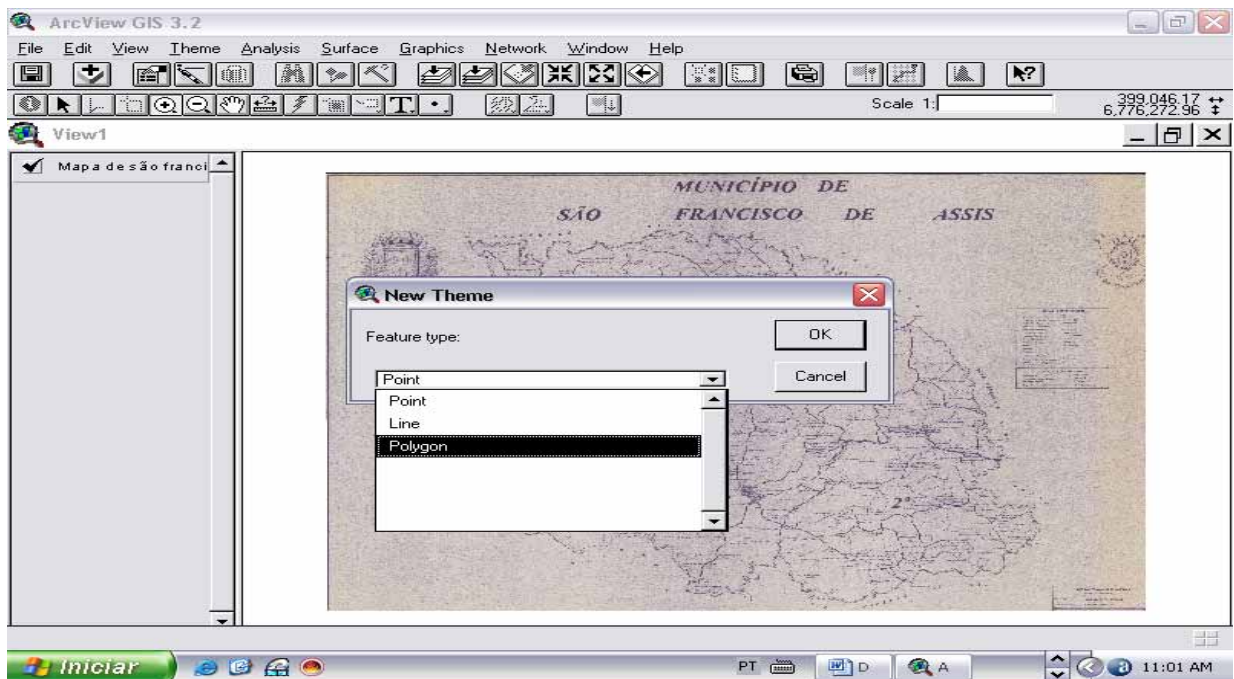 ArcView GIS 3.2
File Edit View Theme Analysis Surface Graphics Network Window Help
T
Scale 1:
399,046.17
6,776,272.96
View1
Mapa de são franci
MUNICÍPIO DE
SÃO FRANCISCO DE ASSIS
New Theme
Feature type:
OK
Point
Cancel
Point
Line
Polygon
2º
Iniciar
PT
D
A
11:01 AM